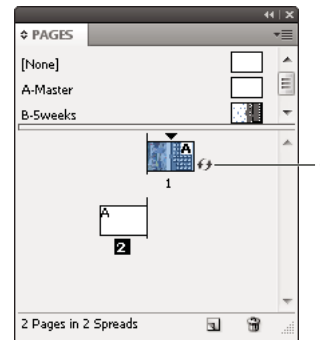 PAGES
[None]
A-Master
B-5weeks
A
1
A
2
2 Pages in 2 Spreads